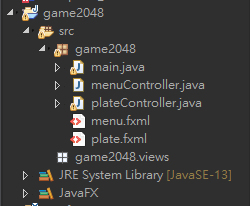 game2048
src
game2048
main.java
menuController.java
plateController.java
menu.fxml
plate.fxml
game2048.views
JRE System Library [JavaSE-13]
JavaFX